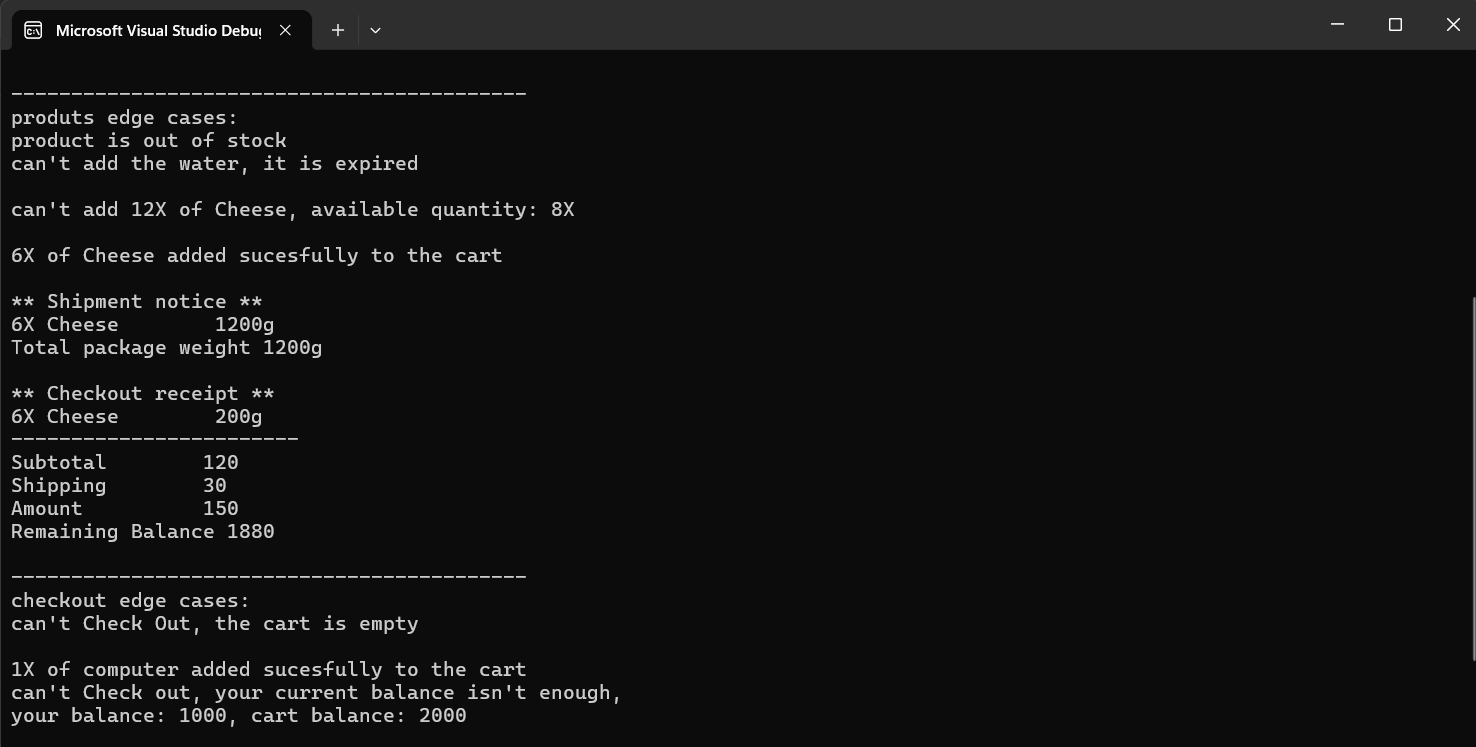 Microsoft Visual Studio Debug
-------------------------------------------
produts edge cases:
product is out of stock
can't add the water, it is expired
can't add 12X of Cheese, available quantity: 8X
6X of Cheese added sucesfully to the cart
** Shipment notice **
6X Cheese        1200g
Total package weight 1200g
** Checkout receipt **
6X Cheese        200g
------------------------
Subtotal        120
Shipping        30
Amount          150
Remaining Balance 1880
-------------------------------------------
checkout edge cases:
can't Check Out, the cart is empty
1X of computer added sucesfully to the cart
can't Check out, your current balance isn't enough,
your balance: 1000, cart balance: 2000